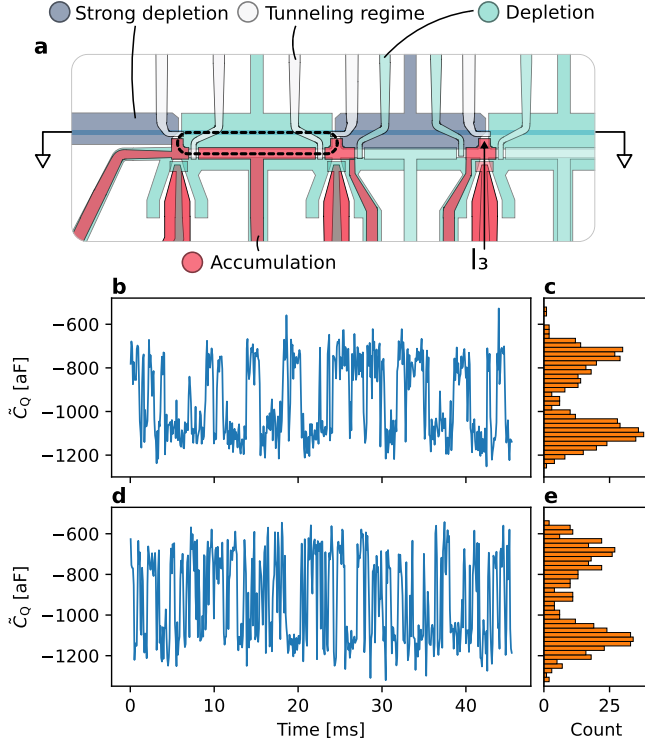 Strong depletion
Tunneling regime
Depletion
a
Accumulation
I₃
b
c
−600
−800
−1000
−1200
C̃Q [aF]
d
e
−600
−800
−1000
−1200
C̃Q [aF]
0
10
20
30
40
0
25
Time [ms]
Count